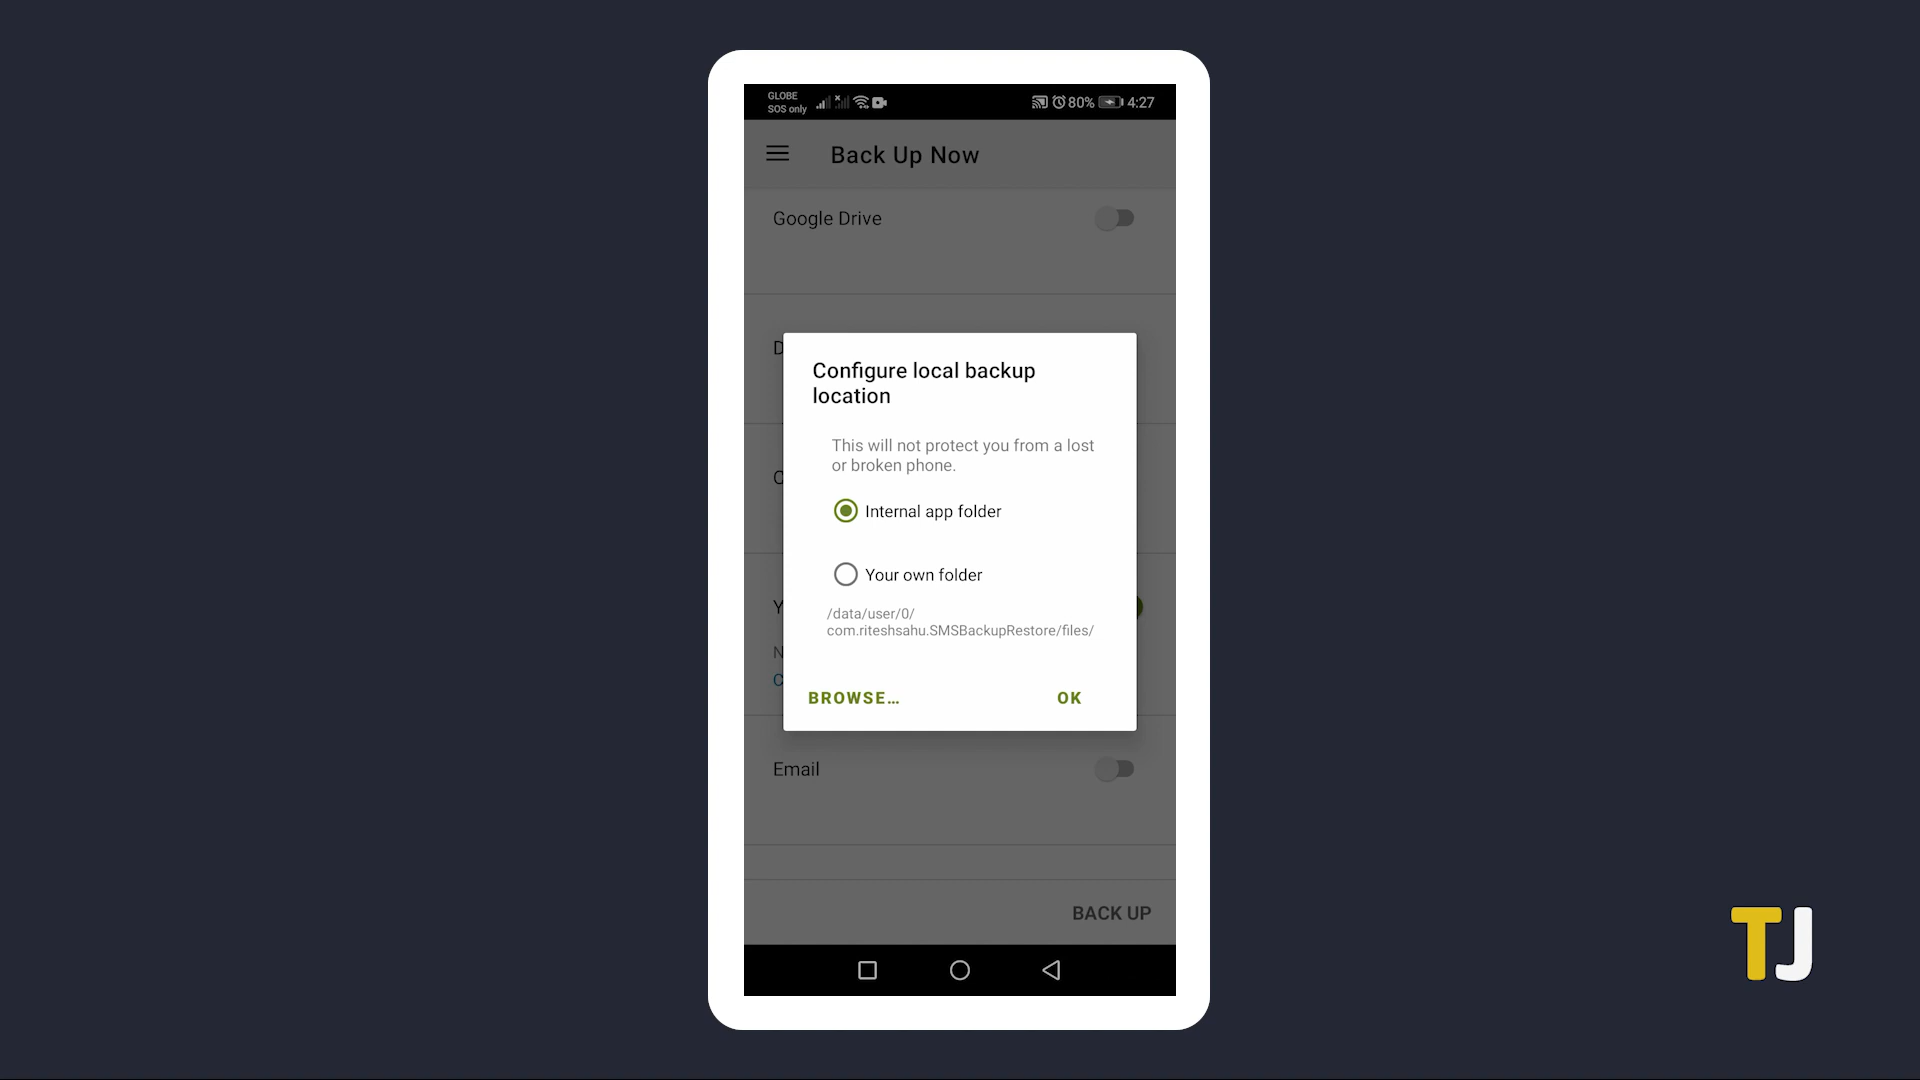 GLOBE
SOS only
80% 4:27
Back Up Now
Google Drive
D
Configure local backup
location
This will not protect you from a lost
or broken phone.
C
Internal app folder
Your own folder
Y
/data/user/0/
com.riteshsahu.SMSBackupRestore/files/
N
C
BROWSE...
OK
Email
BACK UP
TJ